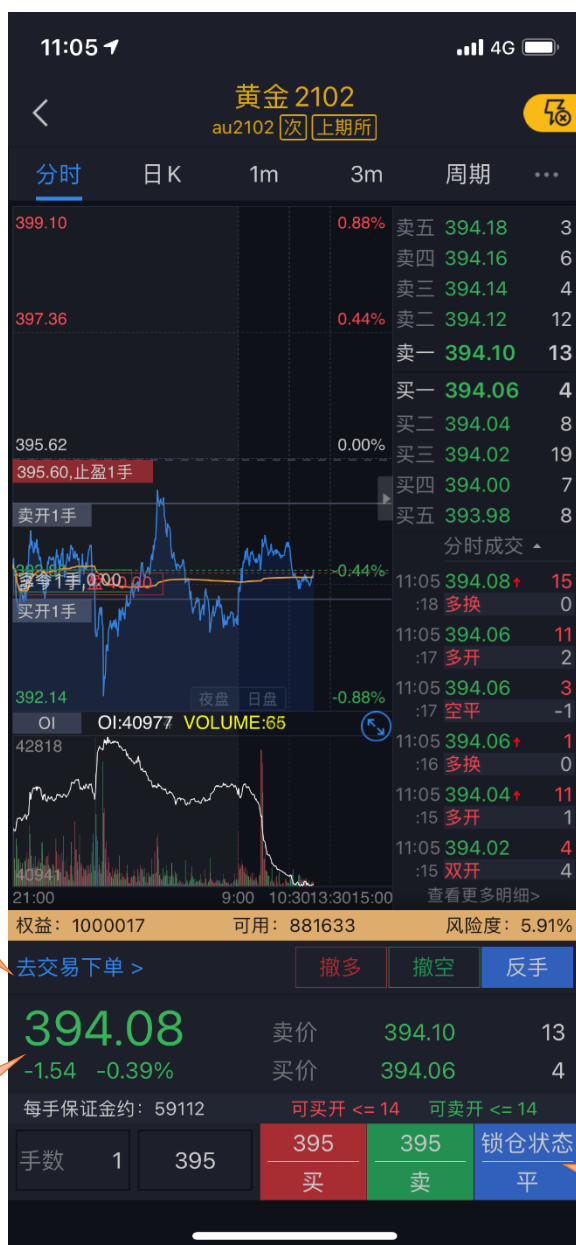 11:05
4G
黄金 2102
au2102 次 上期所
分时 日K 1m 3m 周期 ···
399.10 0.88%
397.36 0.44%
395.62 0.00%
395.60,止盈1手
卖开1手
-0.44%
买开1手
夜盘 日盘
392.14 -0.88%
卖五 394.18 3
卖四 394.16 6
卖三 394.14 4
卖二 394.12 12
卖一 394.10 13
买一 394.06 4
买二 394.04 8
买三 394.02 19
买四 394.00 7
买五 393.98 8
分时成交
11:05 394.08↑ 15
:18 多换 0
11:05 394.06 11
:17 多开 2
11:05 394.06 3
:17 空平 -1
11:05 394.06↑ 1
:16 多换 0
11:05 394.04↑ 11
:15 多开 1
11:05 394.02 4
:15 双开 4
查看更多明细>
OI OI:40977 VOLUME:65
42818
40941
21:00 9:00 10:30 13:30 15:00
权益：1000017 可用：881633 风险度：5.91%
去交易下单 > 撤多 撤空 反手
394.08
-1.54 -0.39%
卖价 394.10 13
买价 394.06 4
每手保证金约：59112 可买开 <= 14 可卖开 <= 14
手数 1 395
395 买
395 卖
锁仓状态 平